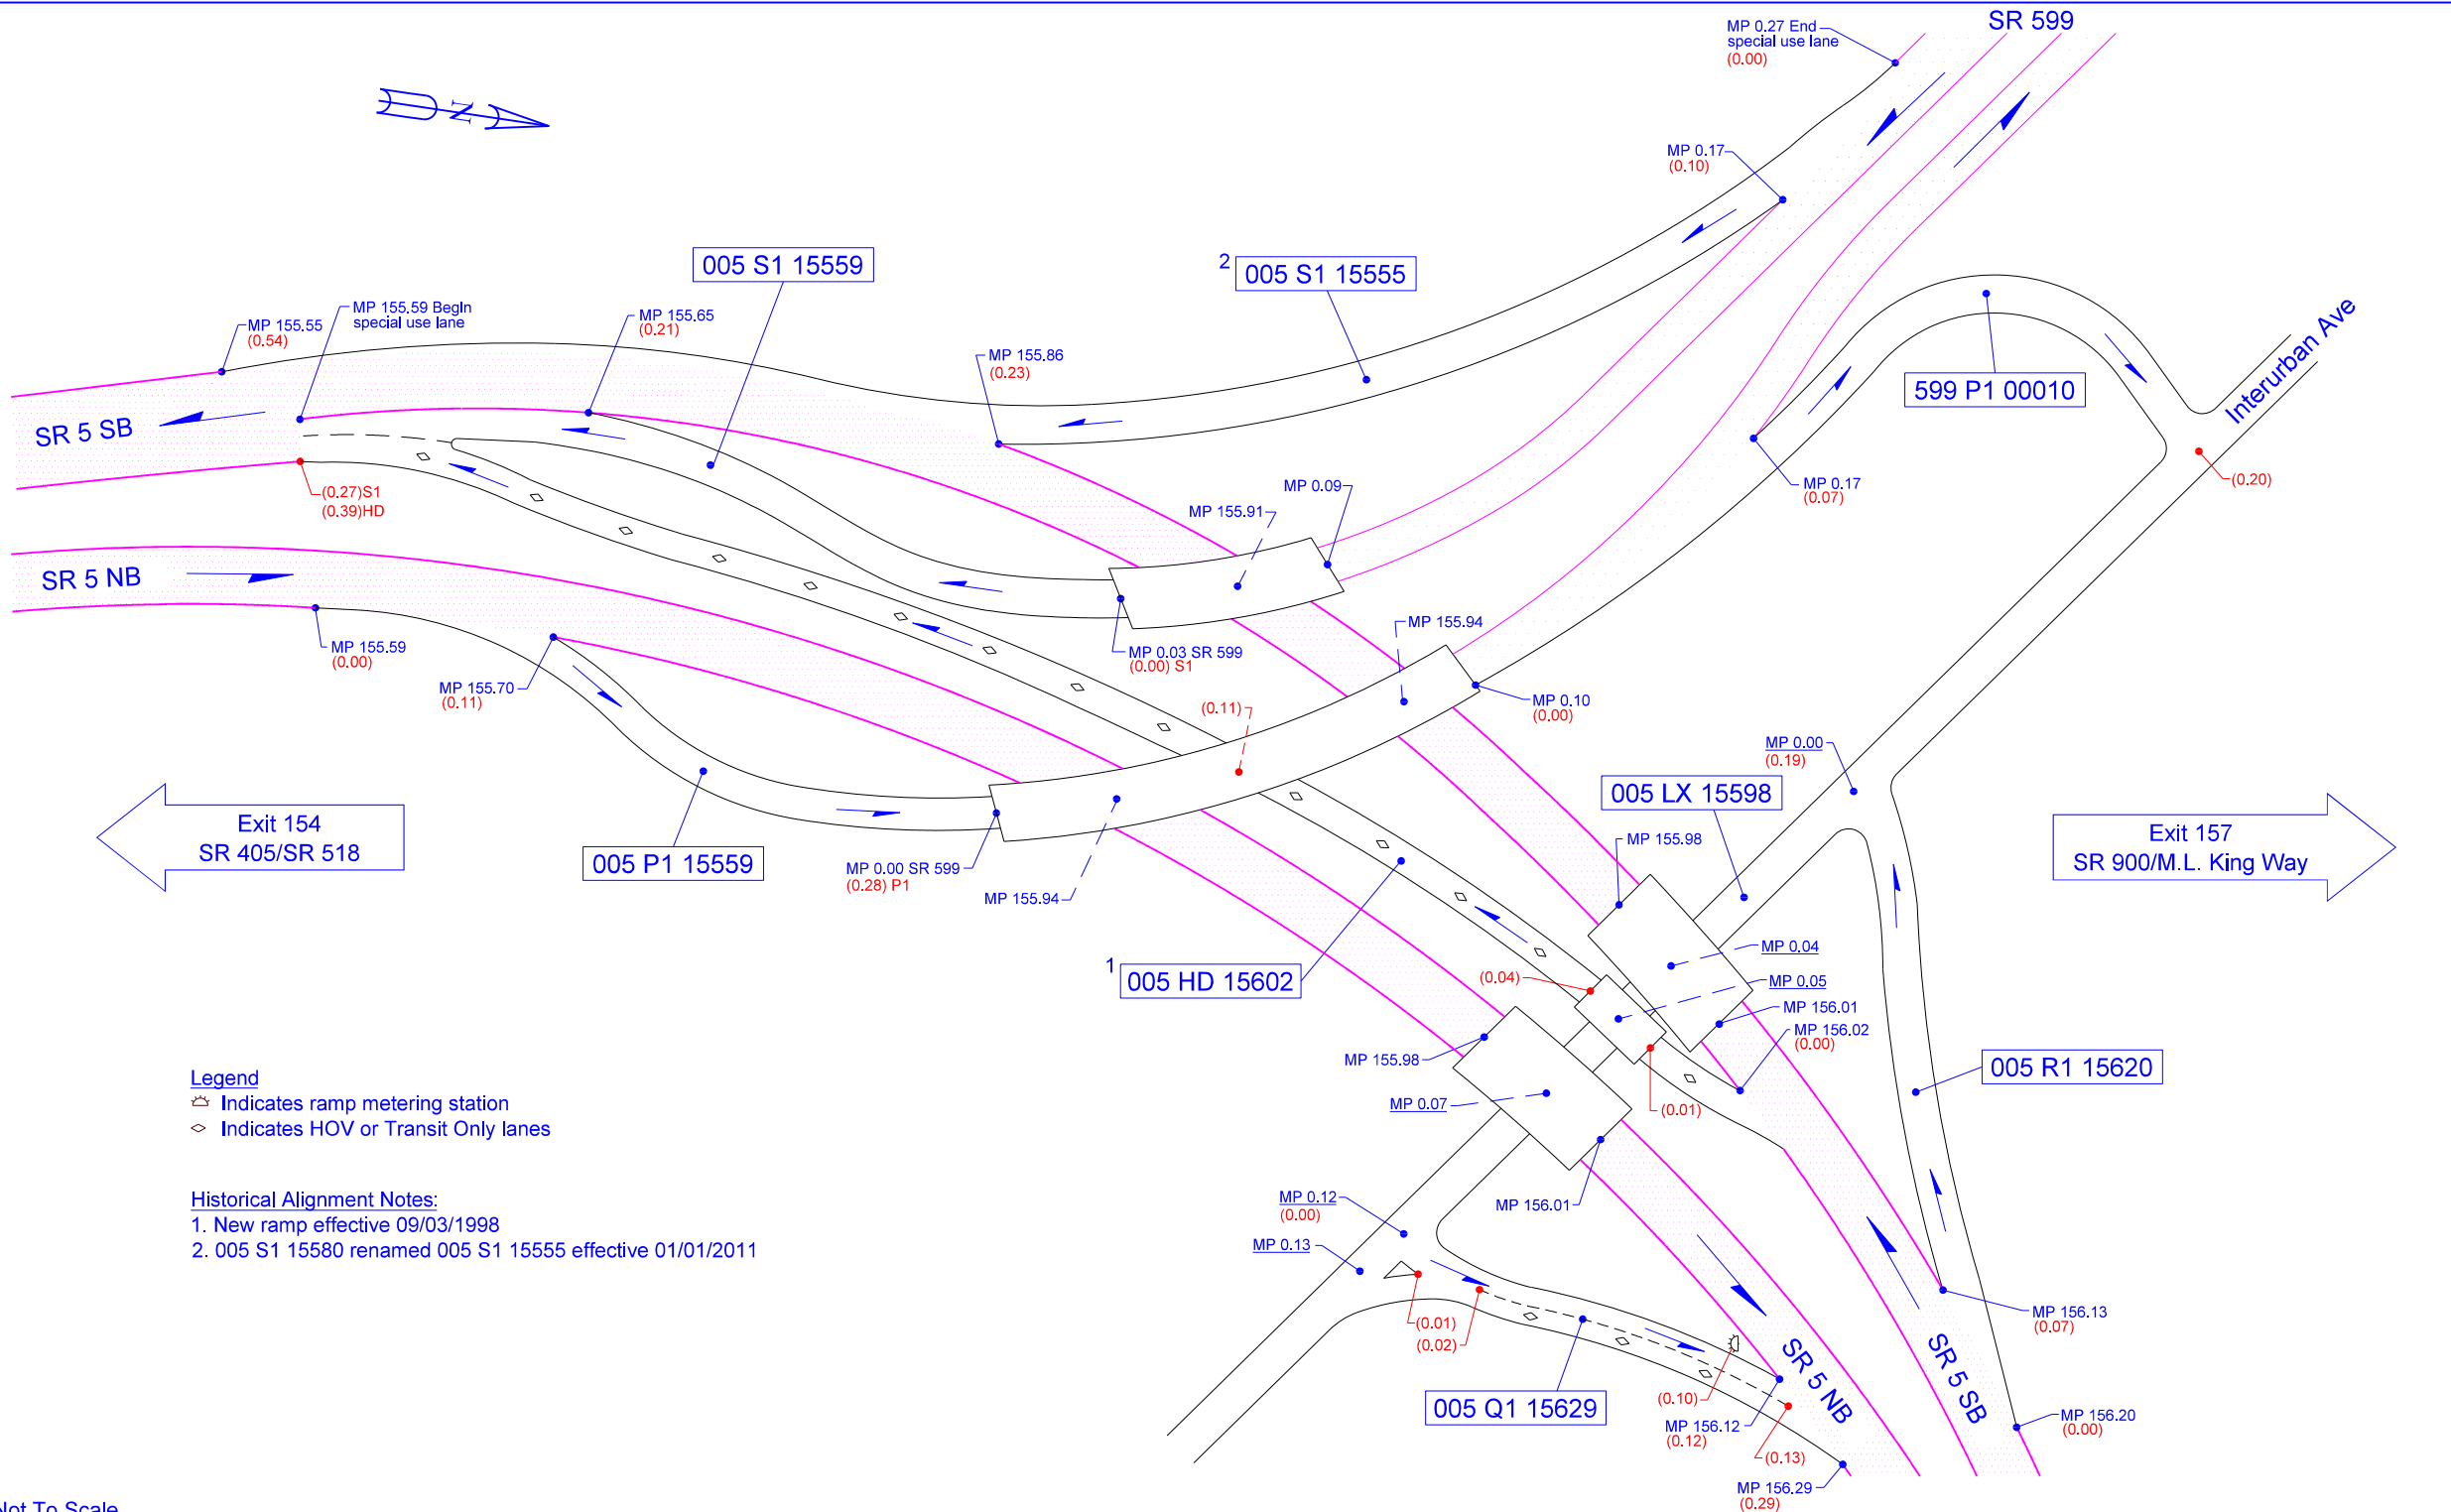 SR 599
MP 0.27 End
special use lane
(0.00)
N
MP 0.17
(0.10)
005 S1 15559
2
005 S1 15555
MP 155.59 Begin
special use lane
MP 155.55
(0.54)
MP 155.65
(0.21)
MP 155.86
(0.23)
599 P1 00010
Interurban Ave
SR 5 SB
MP 0.09
MP 155.91
MP 0.17
(0.07)
(0.20)
(0.27)S1
(0.39)HD
SR 5 NB
MP 155.59
(0.00)
MP 155.70
(0.11)
MP 0.03 SR 599
(0.00) S1
MP 155.94
(0.11)
MP 0.10
(0.00)
MP 0.00
(0.19)
005 LX 15598
Exit 154
SR 405/SR 518
005 P1 15559
MP 0.00 SR 599
(0.28) P1
MP 155.94
MP 155.98
Exit 157
SR 900/M.L. King Way
1
005 HD 15602
(0.04)
MP 0.04
MP 0.05
MP 156.01
MP 156.02
(0.00)
MP 155.98
MP 0.07
(0.01)
005 R1 15620
Legend
Indicates ramp metering station
Indicates HOV or Transit Only lanes
Historical Alignment Notes:
1. New ramp effective 09/03/1998
2. 005 S1 15580 renamed 005 S1 15555 effective 01/01/2011
MP 0.12
(0.00)
MP 0.13
MP 156.01
(0.01)
(0.02)
005 Q1 15629
(0.10)
MP 156.12
(0.12)
(0.13)
SR 5 NB
SR 5 SB
MP 156.13
(0.07)
MP 156.20
(0.00)
MP 156.29
(0.29)
Not To Scale